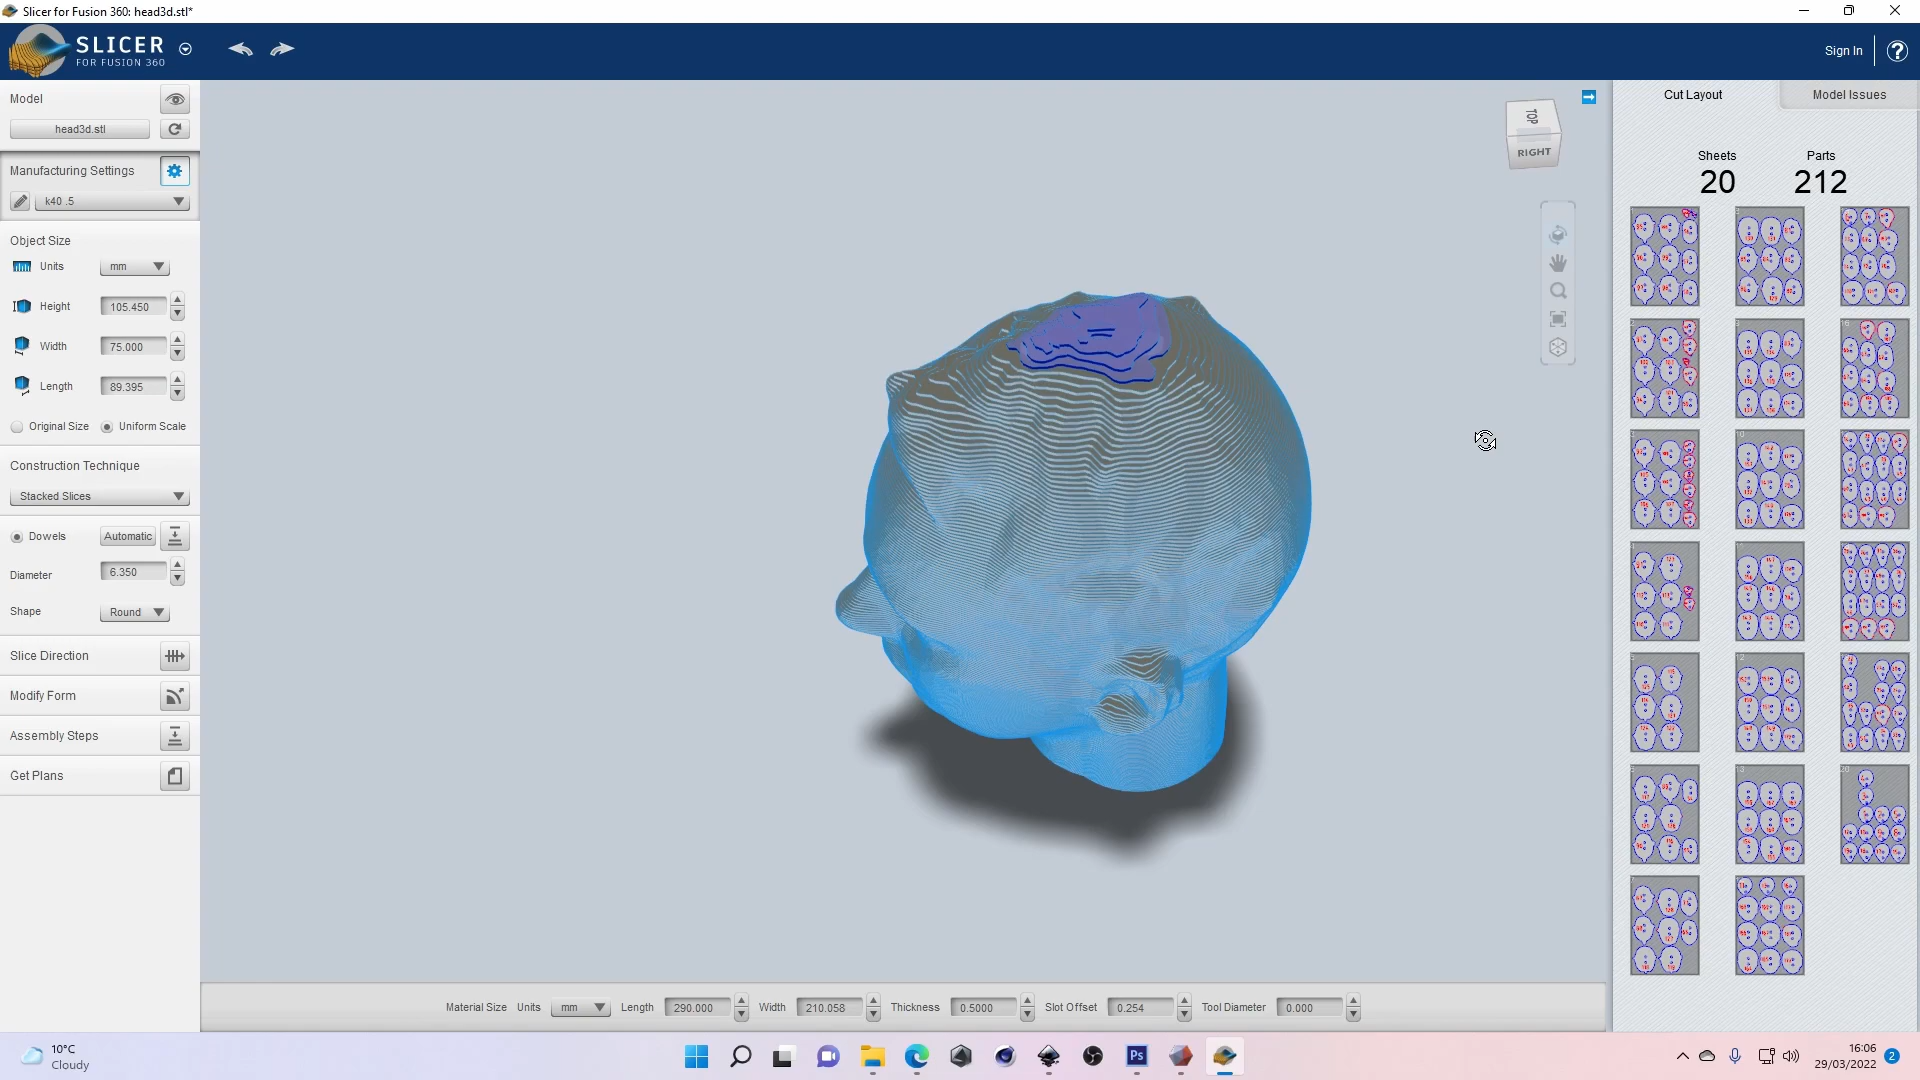 Slicer for Fusion 360: head3d.stl*
SLICER
FOR FUSION 360
Sign In
?
Model
head3d.stl
Manufacturing Settings
k40 .5
Object Size
Units mm
Height 105.450
Width 75.000
Length 89.395
Original Size Uniform Scale
Construction Technique
Stacked Slices
Dowels Automatic
Diameter 6.350
Shape Round
Slice Direction
Modify Form
Assembly Steps
Get Plans
TOP
RIGHT
Cut Layout Model Issues
Sheets Parts
20 212
Material Size Units mm Length 290.000 Width 210.058 Thickness 0.5000 Slot Offset 0.254 Tool Diameter 0.000
10°C
Cloudy
Ps
16:06
29/03/2022
2